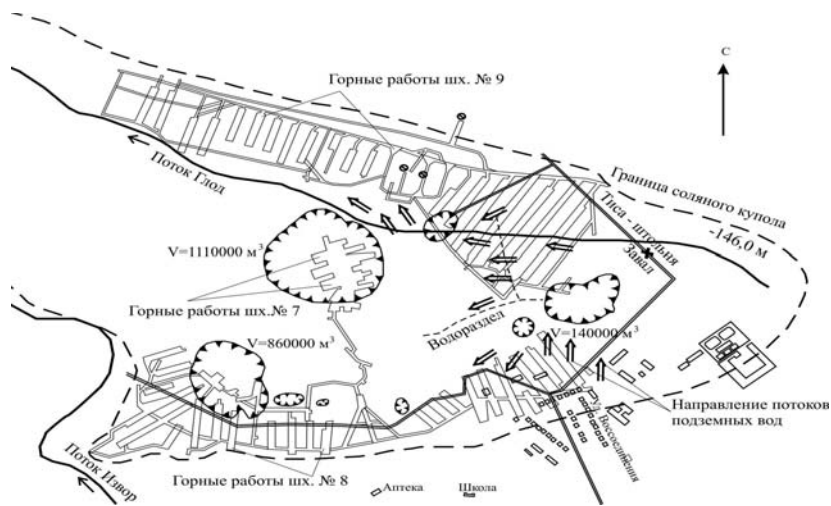 С
Горные работы шх. № 9
Поток Глод
Граница соляного купола
Тиса - штольня
Завал
-146,0 м
V=1110000 м³
Горные работы шх.№ 7
Водораздел
V=140000 м³
V=860000 м³
Направление потоков
подземных вод
ул. Воссоединения
Поток Извор
Горные работы шх. № 8
Аптека
Школа